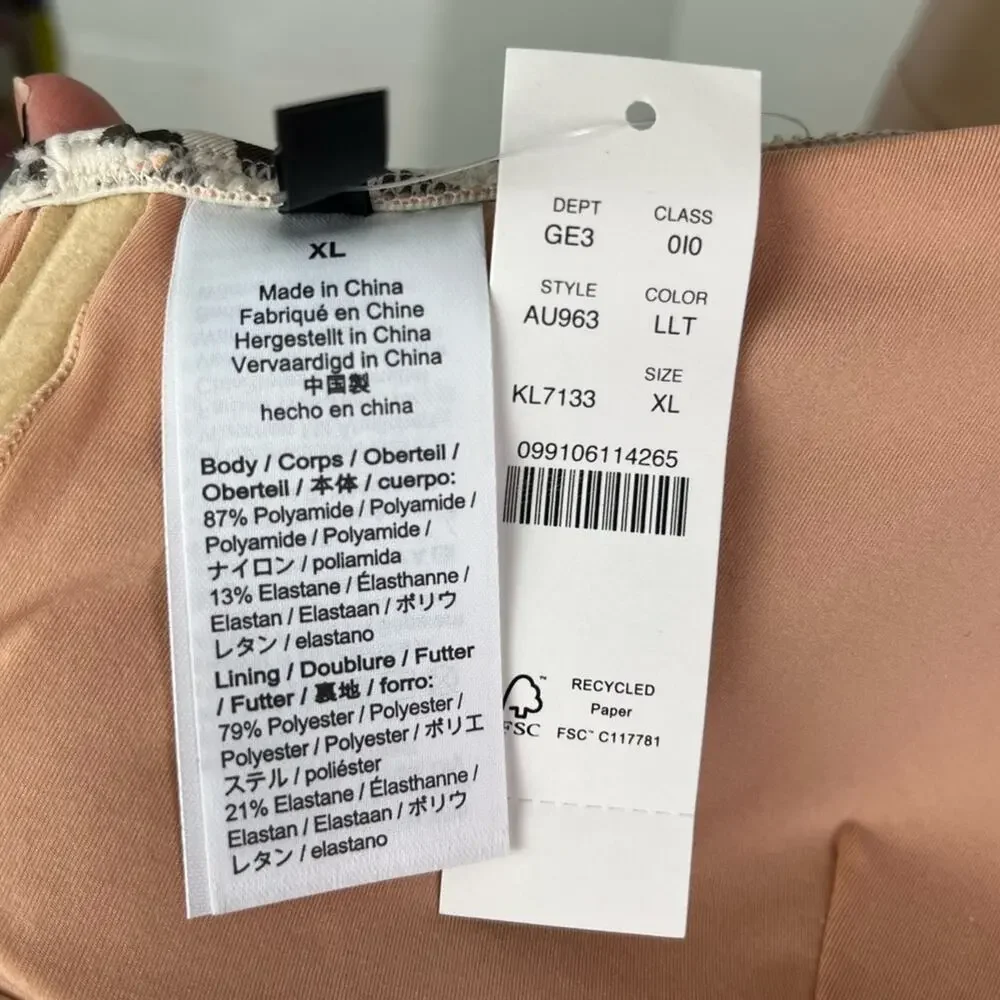 XL
Made in China
Fabriqué en Chine
Hergestellt in China
Vervaardigd in China
中国製
hecho en china
Body / Corps / Oberteil /
Oberteil / 本体 / cuerpo:
87% Polyamide / Polyamide /
Polyamide / Polyamide /
ナイロン / poliamida
13% Elastane / Élasthanne /
Elastan / Elastaan / ポリウ
レタン / elastano
Lining / Doublure / Futter
/ Futter / 裏地 / forro:
79% Polyester / Polyester /
Polyester / Polyester / ポリエ
ステル / poliéster
21% Elastane / Élasthanne /
Elastan / Elastaan / ポリウ
レタン / elastano
DEPT CLASS
GE3 0I0
STYLE COLOR
AU963 LLT
SIZE
KL7133 XL
099106114265
FSC™
RECYCLED
Paper
FSC™ C117781